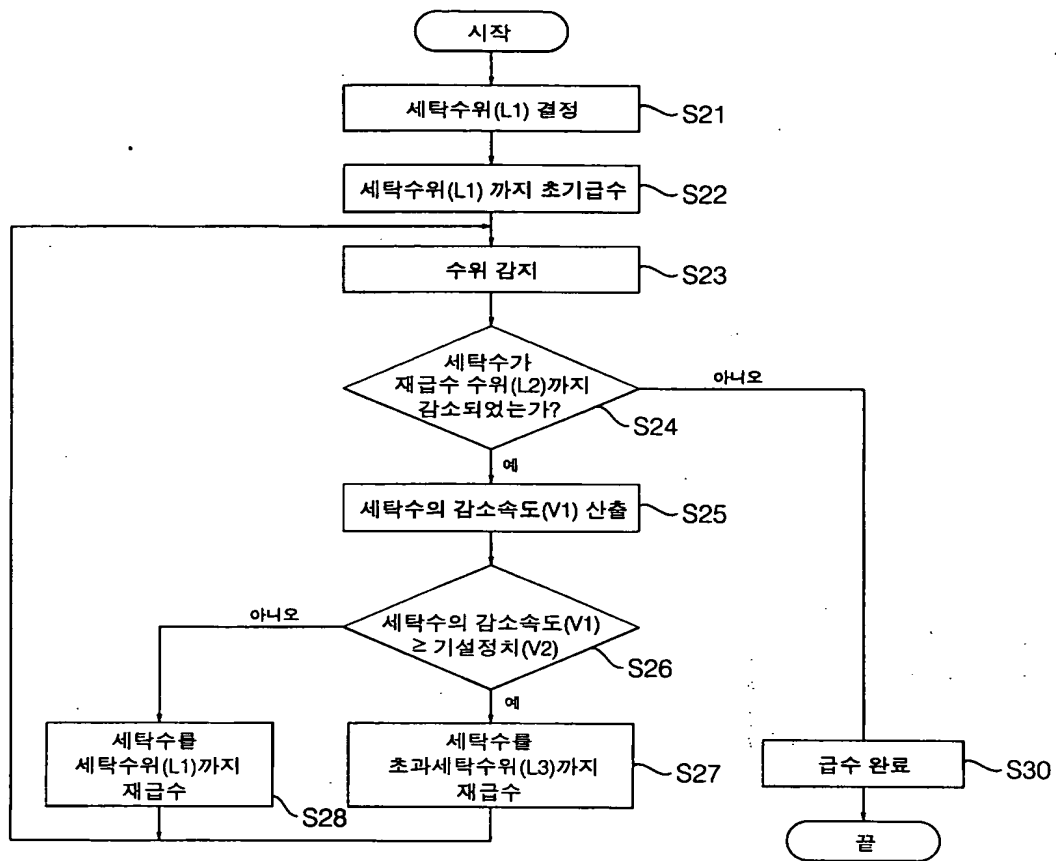 시작
세탁수위(L1) 결정
S21
세탁수위(L1) 까지 초기급수
S22
수위 감지
S23
세탁수가
재급수 수위(L2)까지
감소되었는가?
S24
아니오
예
세탁수의 감소속도(V1) 산출
S25
세탁수의 감소속도(V1)
≥ 기설정치(V2)
S26
아니오
예
세탁수를
세탁수위(L1)까지
재급수
S28
세탁수를
초과세탁수위(L3)까지
재급수
S27
급수 완료
S30
끝